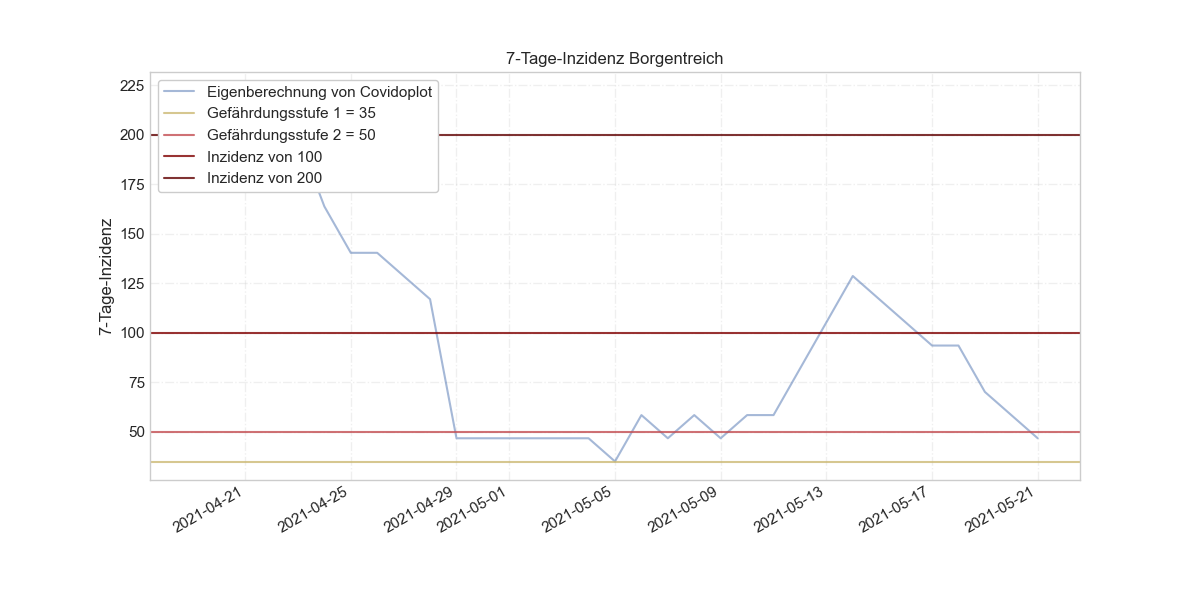 7-Tage-Inzidenz Borgentreich
Eigenberechnung von Covidoplot
Gefährdungsstufe 1 = 35
Gefährdungsstufe 2 = 50
Inzidenz von 100
Inzidenz von 200
7-Tage-Inzidenz
225
200
175
150
125
100
75
50
2021-04-21
2021-04-25
2021-04-29
2021-05-01
2021-05-05
2021-05-09
2021-05-13
2021-05-17
2021-05-21